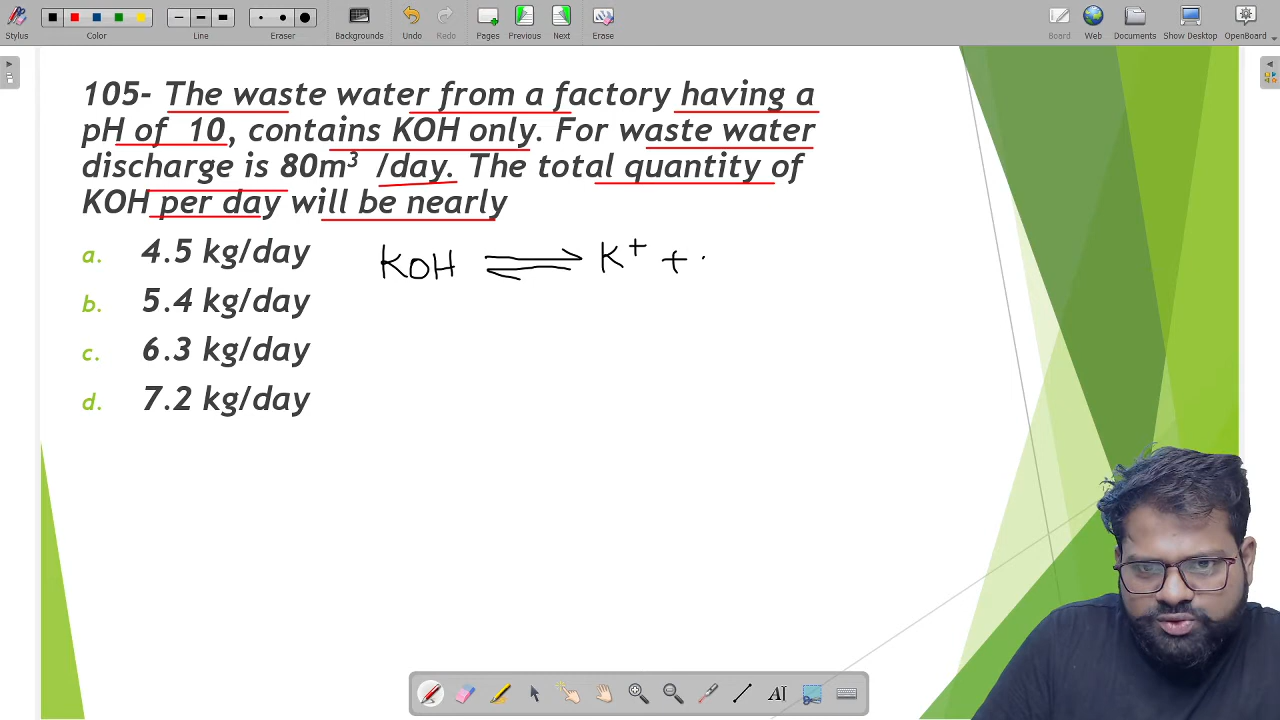 Stylus
Color
Line
Eraser
Backgrounds
Undo
Redo
Pages
Previous
Next
Erase
Board
Web
Documents
Show Desktop
OpenBoard
105- The waste water from a factory having a
pH of 10, contains KOH only. For waste water
discharge is 80m³ /day. The total quantity of
KOH per day will be nearly
a. 4.5 kg/day
b. 5.4 kg/day
c. 6.3 kg/day
d. 7.2 kg/day
KOH ⇌ K⁺ +
AI